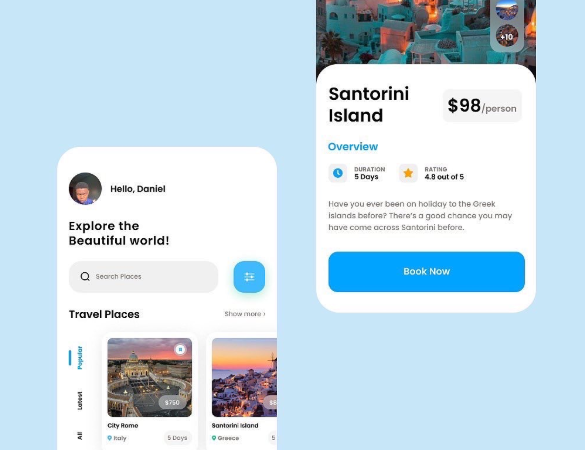 Hello, Daniel
Explore the
Beautiful world!
Search Places
Travel Places
Show more ›
Popular
Latest
All
$750
City Rome
Italy
5 Days
Santorini Island
Greece
5
+10
Santorini
Island
$98/person
Overview
DURATION
5 Days
RATING
4.8 out of 5
Have you ever been on holiday to the Greek
islands before? There's a good chance you may
have come across Santorini before.
Book Now